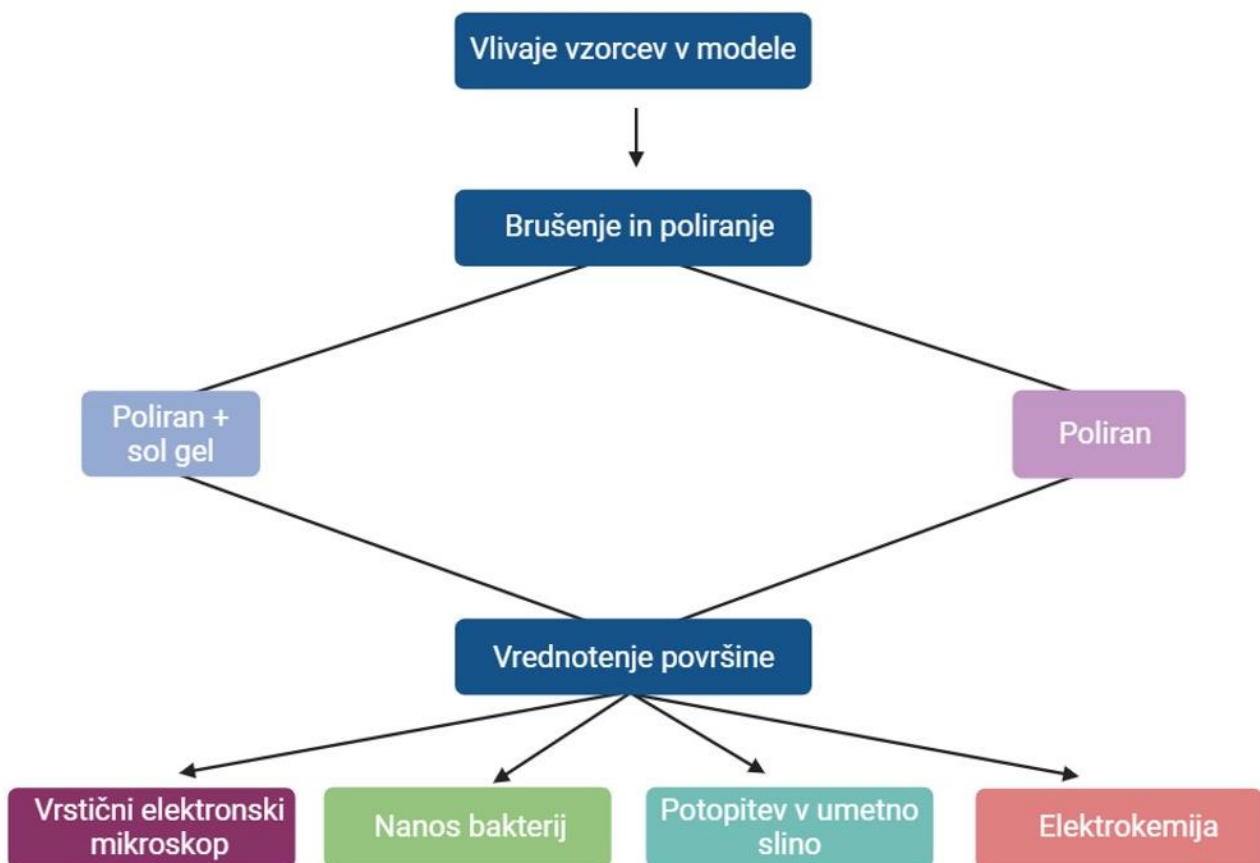 Vlivaje vzorcev v modele
Brušenje in poliranje
Poliran +
sol gel
Poliran
Vrednotenje površine
Vrstični elektronski
mikroskop
Nanos bakterij
Potopitev v umetno
slino
Elektrokemija